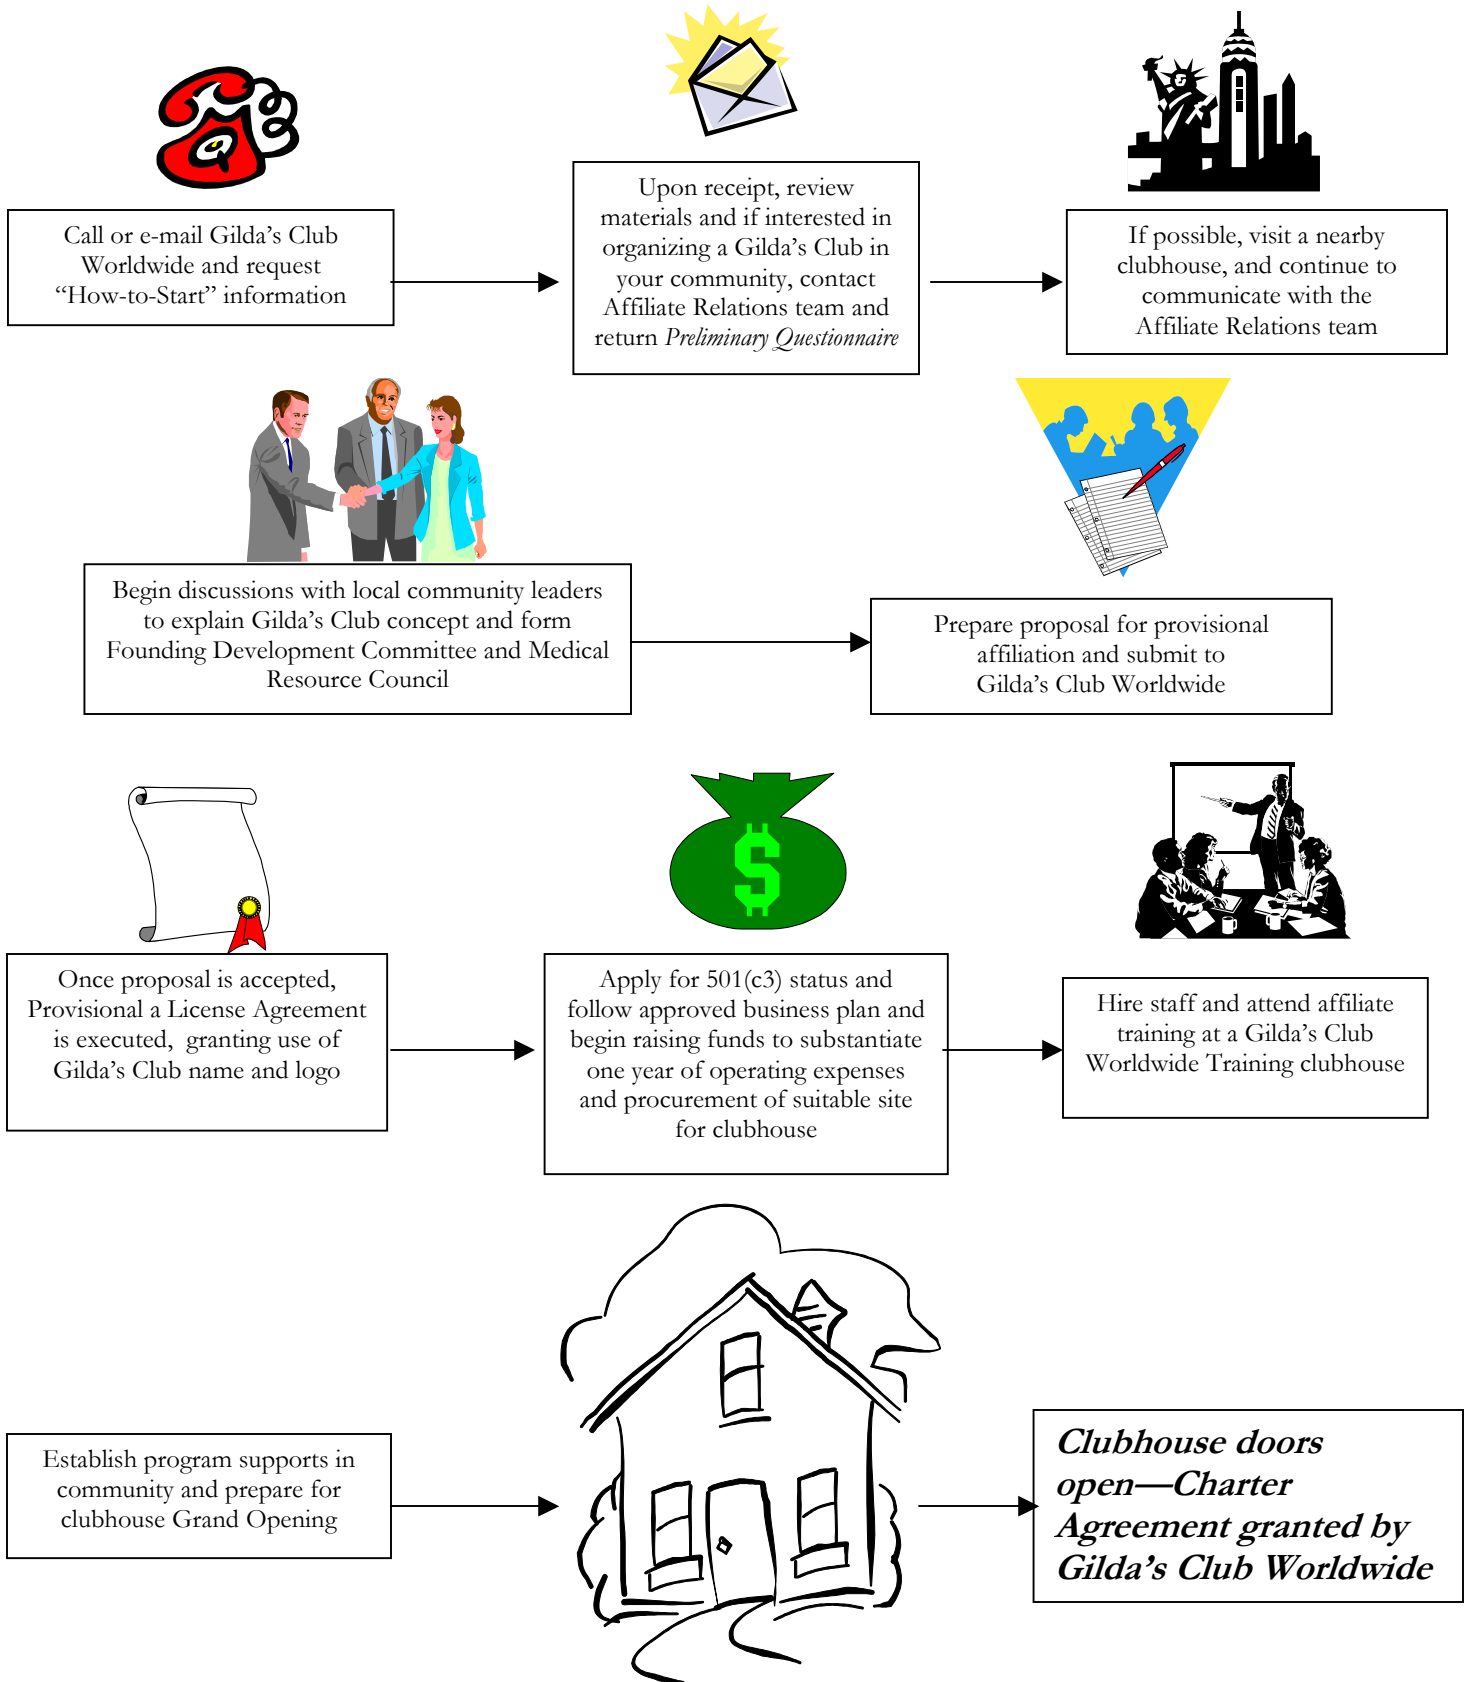 Call or e-mail Gilda’s Club
Worldwide and request
“How-to-Start” information
Upon receipt, review
materials and if interested in
organizing a Gilda’s Club in
your community, contact
Affiliate Relations team and
return Preliminary Questionnaire
If possible, visit a nearby
clubhouse, and continue to
communicate with the
Affiliate Relations team
Begin discussions with local community leaders
to explain Gilda’s Club concept and form
Founding Development Committee and Medical
Resource Council
Prepare proposal for provisional
affiliation and submit to
Gilda’s Club Worldwide
$
Once proposal is accepted,
Provisional a License Agreement
is executed, granting use of
Gilda’s Club name and logo
Apply for 501(c3) status and
follow approved business plan and
begin raising funds to substantiate
one year of operating expenses
and procurement of suitable site
for clubhouse
Hire staff and attend affiliate
training at a Gilda’s Club
Worldwide Training clubhouse
Establish program supports in
community and prepare for
clubhouse Grand Opening
Clubhouse doors
open—Charter
Agreement granted by
Gilda’s Club Worldwide